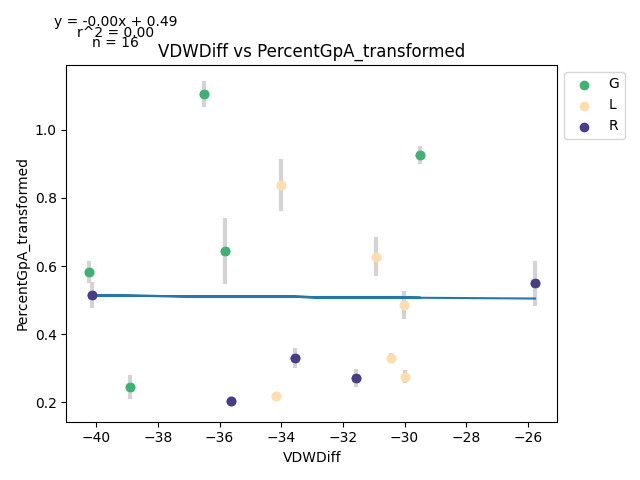 y = -0.00x + 0.49
r^2 = 0.00
n = 16
VDWDiff vs PercentGpA_transformed
G
L
R
PercentGpA_transformed
1.0
0.8
0.6
0.4
0.2
−40
−38
−36
−34
−32
−30
−28
−26
VDWDiff